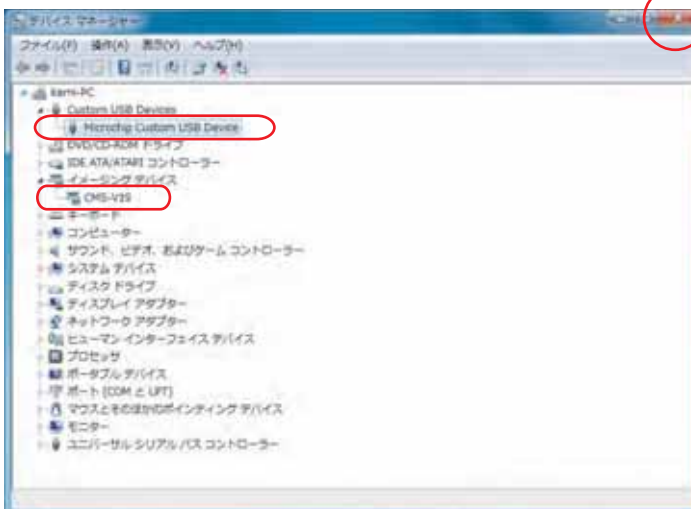 デバイス マネージャー
ファイル(F) 操作(A) 表示(V) ヘルプ(H)
kami-PC
Custom USB Devices
Microchip Custom USB Device
DVD/CD-ROM ドライブ
IDE ATA/ATAPI コントローラー
イメージング デバイス
CMS-V15
キーボード
コンピューター
サウンド、ビデオ、およびゲーム コントローラー
システム デバイス
ディスク ドライブ
ディスプレイ アダプター
ネットワーク アダプター
ヒューマン インターフェイス デバイス
プロセッサ
ポータブル デバイス
ポート (COM と LPT)
マウスとそのほかのポインティング デバイス
モニター
ユニバーサル シリアル バス コントローラー